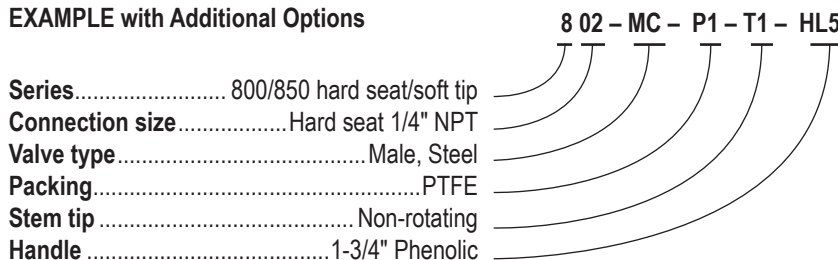 EXAMPLE with Additional Options
8 02 – MC – P1 – T1 – HL5
Series........................ 800/850 hard seat/soft tip
Connection size.................Hard seat 1/4" NPT
Valve type.......................................Male, Steel
Packing....................................................PTFE
Stem tip ........................................ Non-rotating
Handle ......................................1-3/4" Phenolic